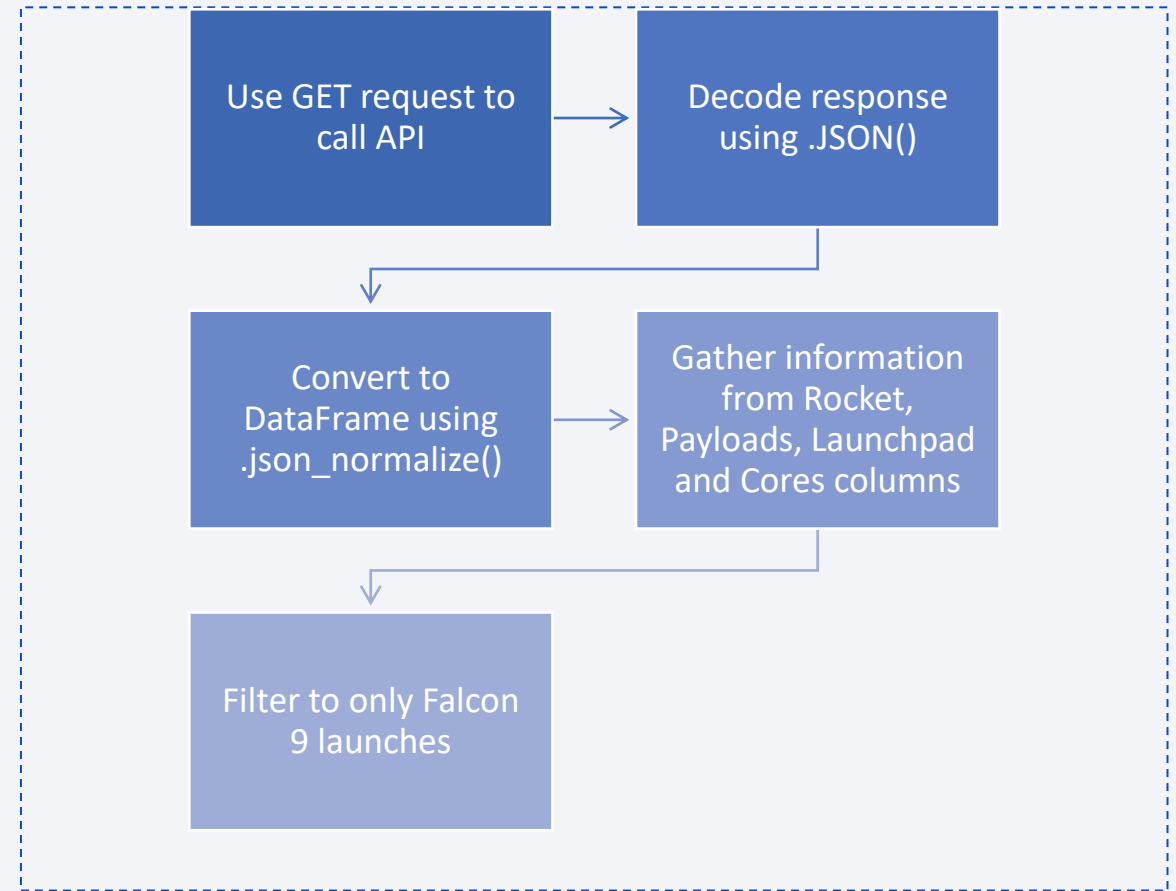 Use GET request to
call API
Decode response
using .JSON()
Convert to
DataFrame using
.json_normalize()
Gather information
from Rocket,
Payloads, Launchpad
and Cores columns
Filter to only Falcon
9 launches